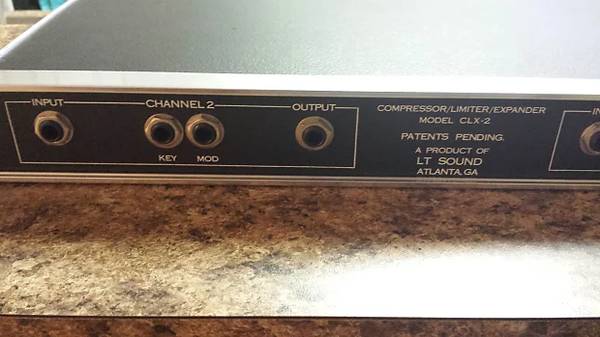 INPUT
CHANNEL 2
OUTPUT
KEY
MOD
COMPRESSOR/LIMITER/EXPANDER
MODEL CLX-2
PATENTS PENDING.
A PRODUCT OF
LT SOUND
ATLANTA, GA
IN